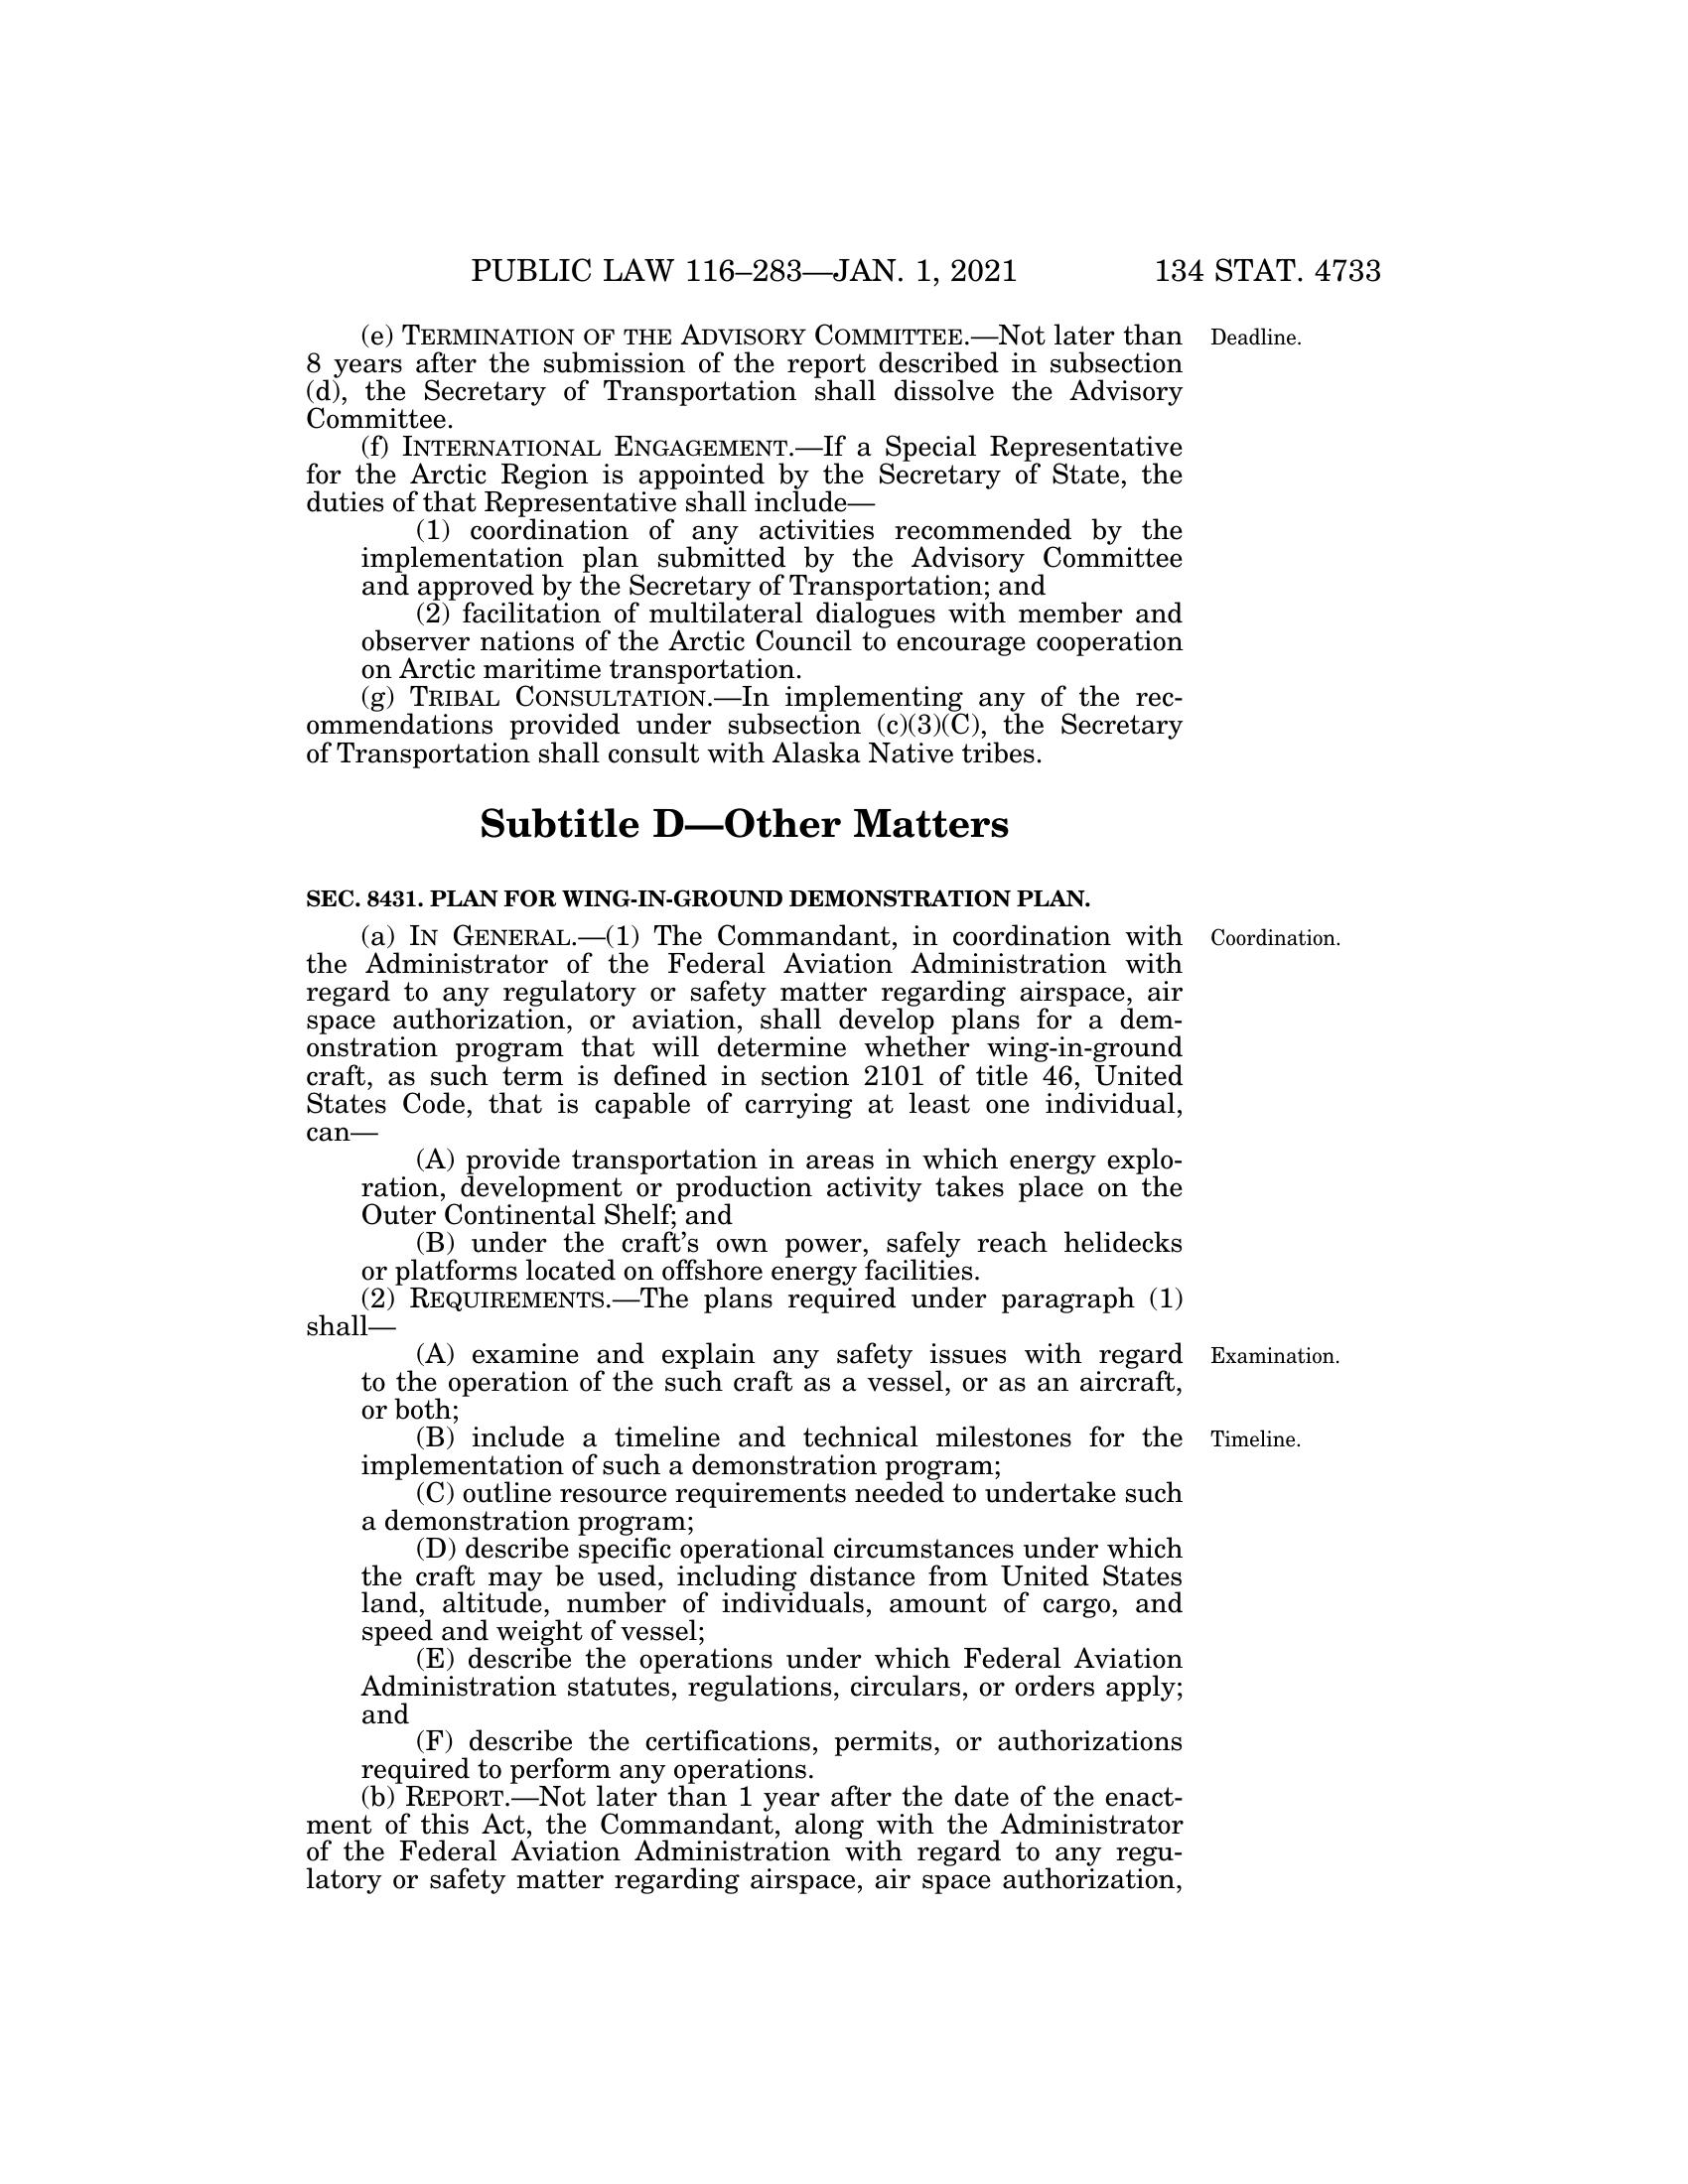 PUBLIC LAW 116–283—JAN. 1, 2021 134 STAT. 4733
(e) TERMINATION OF THE ADVISORY COMMITTEE.—Not later than Deadline.
8 years after the submission of the report described in subsection
(d), the Secretary of Transportation shall dissolve the Advisory
Committee.
(f) INTERNATIONAL ENGAGEMENT.—If a Special Representative
for the Arctic Region is appointed by the Secretary of State, the
duties of that Representative shall include—
(1) coordination of any activities recommended by the
implementation plan submitted by the Advisory Committee
and approved by the Secretary of Transportation; and
(2) facilitation of multilateral dialogues with member and
observer nations of the Arctic Council to encourage cooperation
on Arctic maritime transportation.
(g) TRIBAL CONSULTATION.—In implementing any of the rec-
ommendations provided under subsection (c)(3)(C), the Secretary
of Transportation shall consult with Alaska Native tribes.
Subtitle D—Other Matters
SEC. 8431. PLAN FOR WING-IN-GROUND DEMONSTRATION PLAN.
(a) IN GENERAL.—(1) The Commandant, in coordination with Coordination.
the Administrator of the Federal Aviation Administration with
regard to any regulatory or safety matter regarding airspace, air
space authorization, or aviation, shall develop plans for a dem-
onstration program that will determine whether wing-in-ground
craft, as such term is defined in section 2101 of title 46, United
States Code, that is capable of carrying at least one individual,
can—
(A) provide transportation in areas in which energy explo-
ration, development or production activity takes place on the
Outer Continental Shelf; and
(B) under the craft's own power, safely reach helidecks
or platforms located on offshore energy facilities.
(2) REQUIREMENTS.—The plans required under paragraph (1)
shall—
(A) examine and explain any safety issues with regard Examination.
to the operation of the such craft as a vessel, or as an aircraft,
or both;
(B) include a timeline and technical milestones for the Timeline.
implementation of such a demonstration program;
(C) outline resource requirements needed to undertake such
a demonstration program;
(D) describe specific operational circumstances under which
the craft may be used, including distance from United States
land, altitude, number of individuals, amount of cargo, and
speed and weight of vessel;
(E) describe the operations under which Federal Aviation
Administration statutes, regulations, circulars, or orders apply;
and
(F) describe the certifications, permits, or authorizations
required to perform any operations.
(b) REPORT.—Not later than 1 year after the date of the enact-
ment of this Act, the Commandant, along with the Administrator
of the Federal Aviation Administration with regard to any regu-
latory or safety matter regarding airspace, air space authorization,